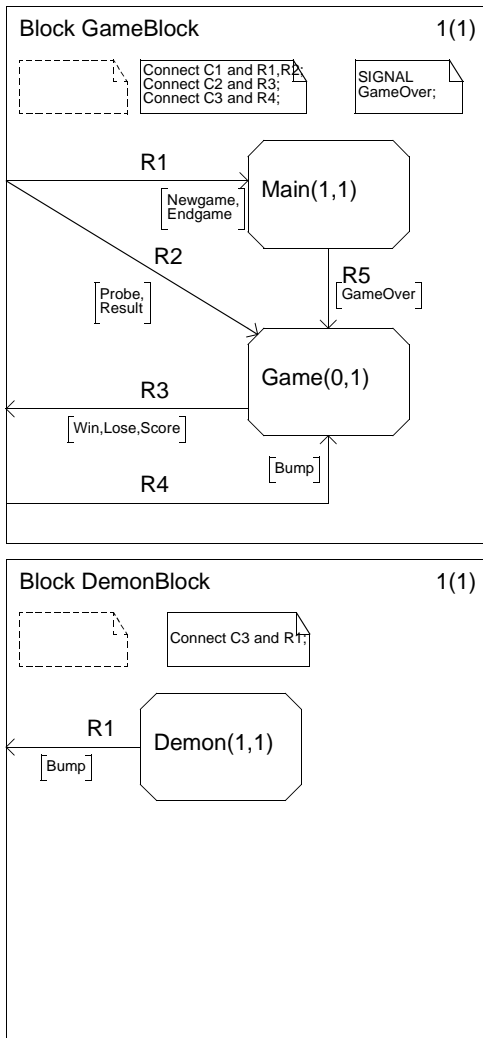 Block GameBlock 1(1)
Connect C1 and R1,R2;
Connect C2 and R3;
Connect C3 and R4;
SIGNAL
GameOver;
R1
Main(1,1)
Newgame,
Endgame
R2
R5
GameOver
Probe,
Result
Game(0,1)
R3
Win,Lose,Score
Bump
R4
Block DemonBlock 1(1)
Connect C3 and R1;
R1
Demon(1,1)
Bump